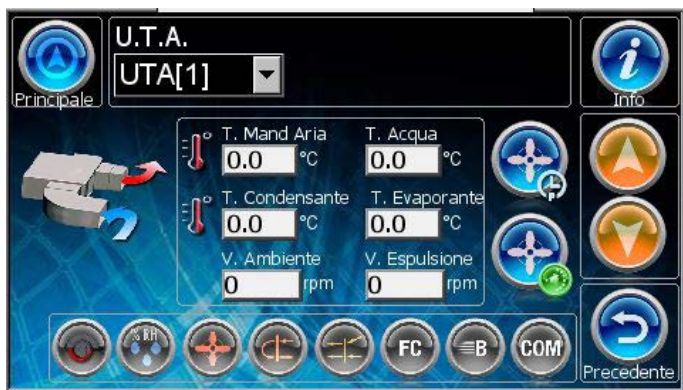 U.T.A.
UTA[1]
Principale
Info
T. Mand Aria T. Acqua
0.0 °C 0.0 °C
T. Condensante T. Evaporante
0.0 °C 0.0 °C
V. Ambiente V. Espulsione
0 rpm 0 rpm
% RH FC B COM
Precedente